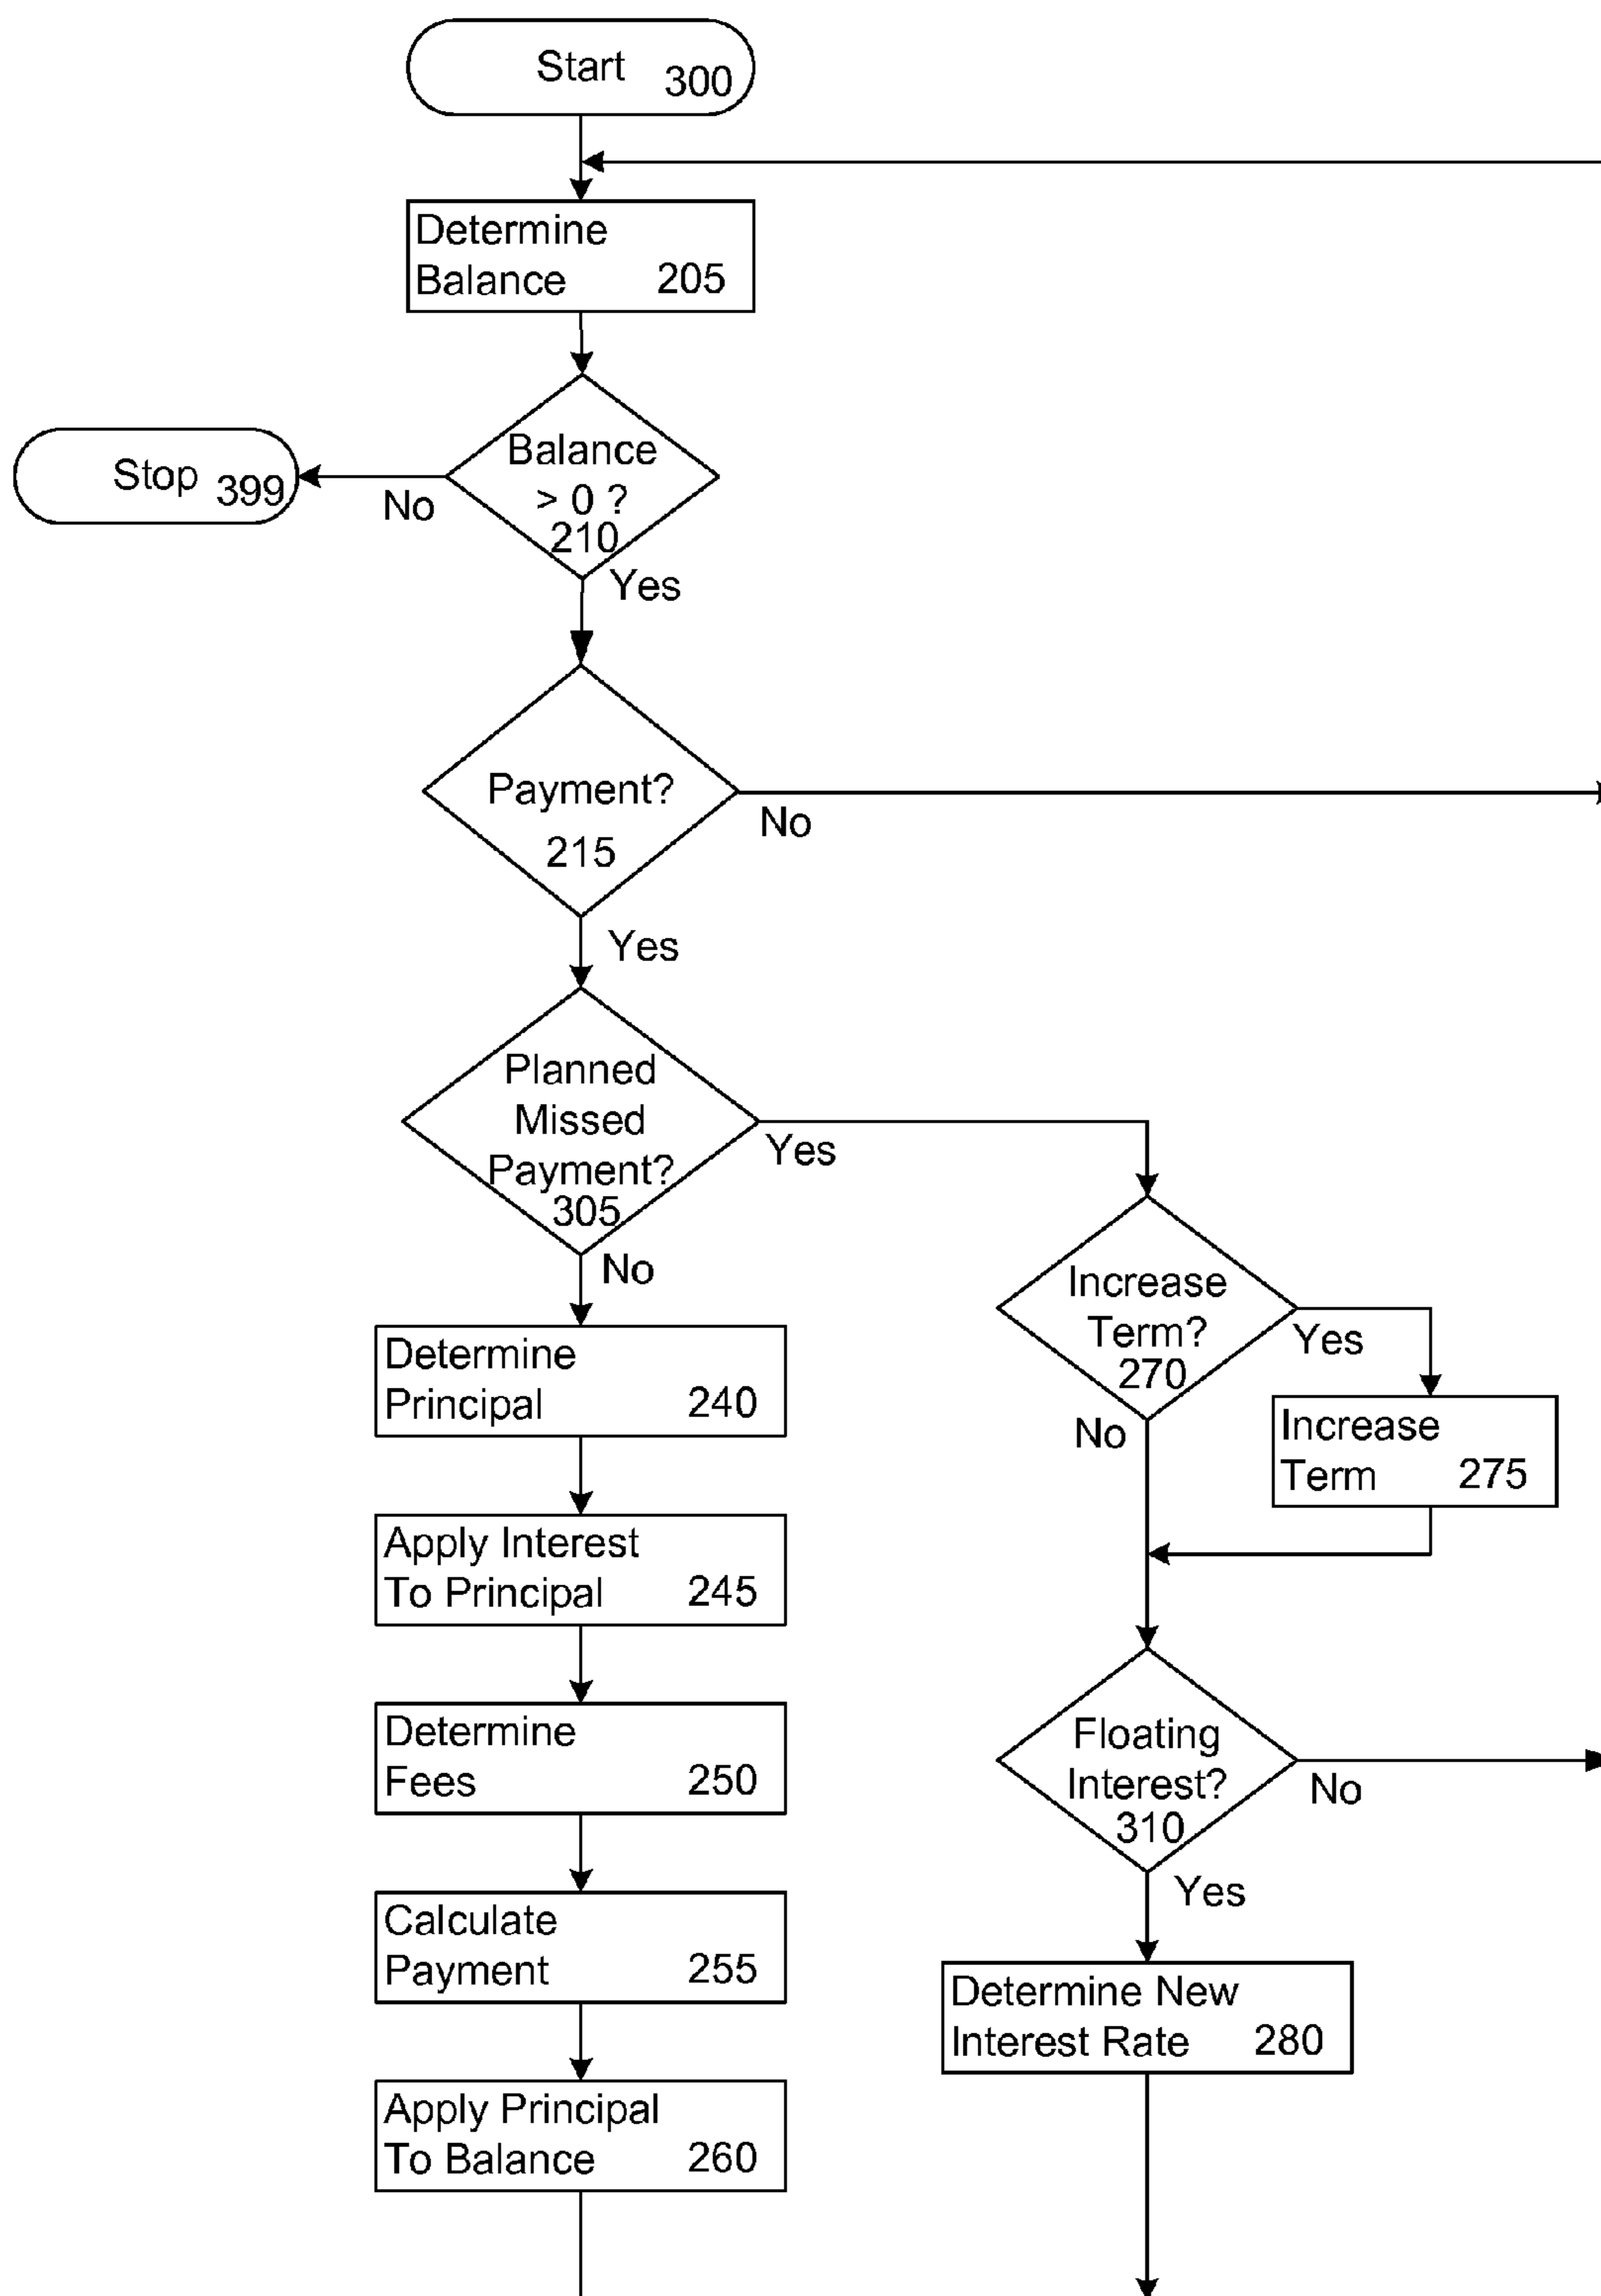 Start 300
Determine
Balance 205
Balance
> 0 ?
210
Stop 399
No
Yes
Payment?
215
No
Yes
Planned
Missed
Payment?
305
Yes
No
Increase
Term?
270
Yes
No
Increase
Term 275
Determine
Principal 240
Apply Interest
To Principal 245
Determine
Fees 250
Floating
Interest?
310
No
Yes
Calculate
Payment 255
Determine New
Interest Rate 280
Apply Principal
To Balance 260